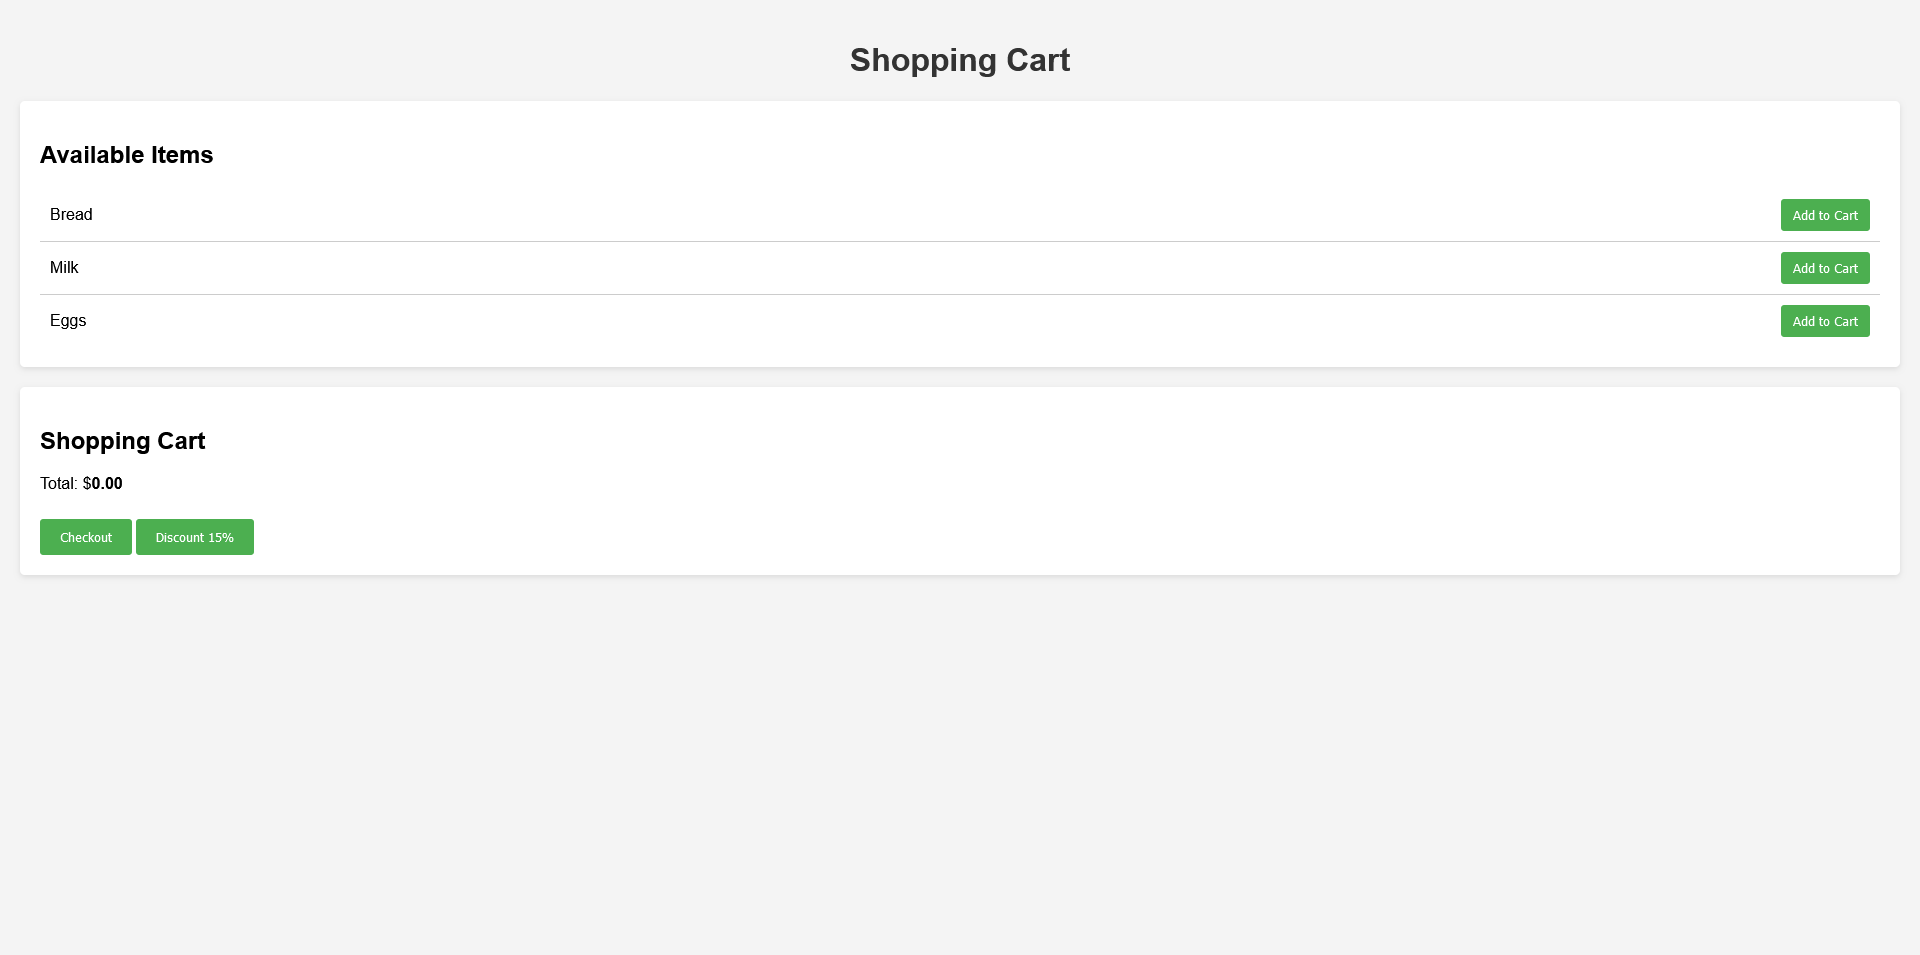 Shopping Cart
Available Items
Bread
Add to Cart
Milk
Add to Cart
Eggs
Add to Cart
Shopping Cart
Total: $0.00
Checkout Discount 15%